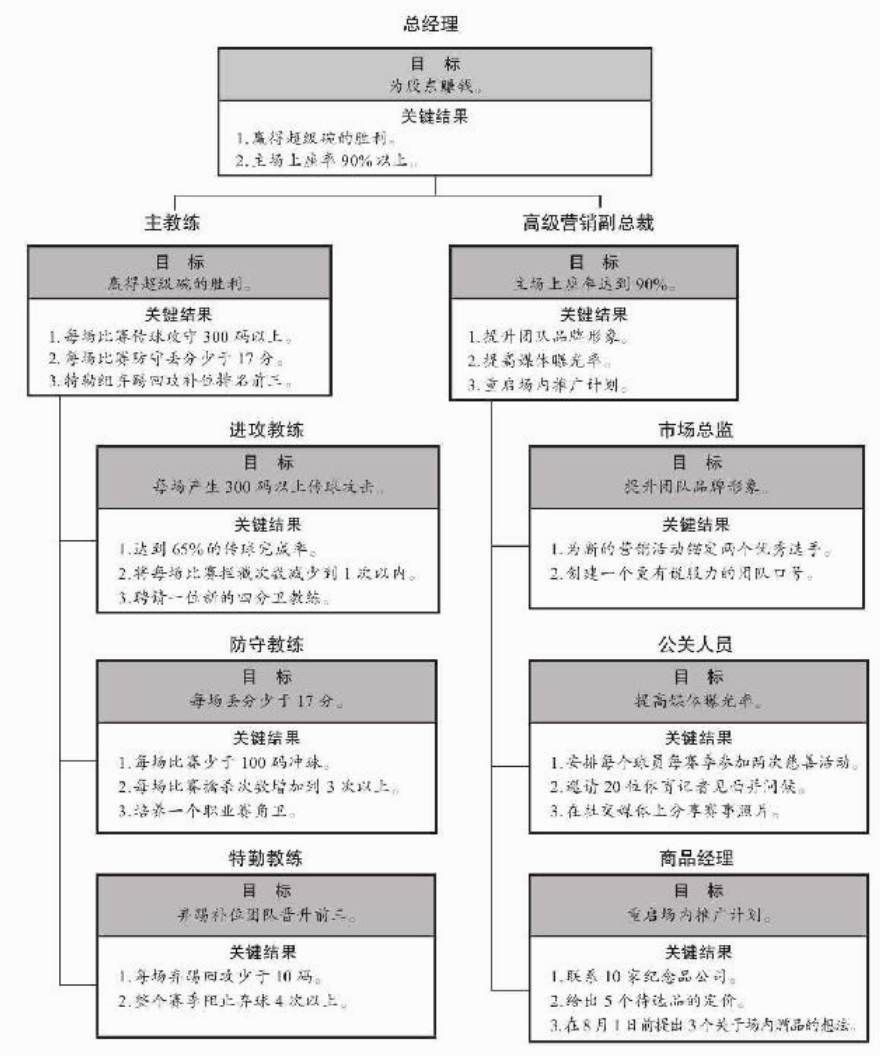 总经理
目 标
为股东赚钱。
关键结果
1.赢得超级碗的胜利。
2.主场上座率 90%以上。
主教练
目 标
赢得超级碗的胜利。
关键结果
1.每场比赛传球攻守 300 码以上。
2.每场比赛防守丢分少于 17 分。
3.特勤组弃踢回攻补位排名前三。
高级营销副总裁
目 标
主场上座率达到 90%。
关键结果
1.提升团队品牌形象。
2.提高媒体曝光率。
3.重启场内推广计划。
进攻教练
目 标
每场产生 300 码以上传球攻击。
关键结果
1.达到 65%的传球完成率。
2.将每场比赛拦截次数减少到 1 次以内。
3.聘请一位新的四分卫教练。
防守教练
目 标
每场丢分少于 17 分。
关键结果
1.每场比赛少于 100 码冲球。
2.每场比赛擒杀次数增加到 3 次以上。
3.培养一个职业赛角卫。
特勤教练
目 标
弃踢补位团队晋升前三。
关键结果
1.每场弃踢回攻少于 10 码。
2.整个赛季阻止弃球 4 次以上。
市场总监
目 标
提升团队品牌形象。
关键结果
1.为新的营销活动锚定两个优秀选手。
2.创建一个更有说服力的团队口号。
公关人员
目 标
提高媒体曝光率。
关键结果
1.安排每个球员每赛季参加两次慈善活动。
2.邀请 20 位体育记者见面并问候。
3.在社交媒体上分享赛事照片。
商品经理
目 标
重启场内推广计划。
关键结果
1.联系 10 家纪念品公司。
2.给出 5 个待选品的定价。
3.在 8 月 1 日前提出 3 个关于场内赠品的想法。